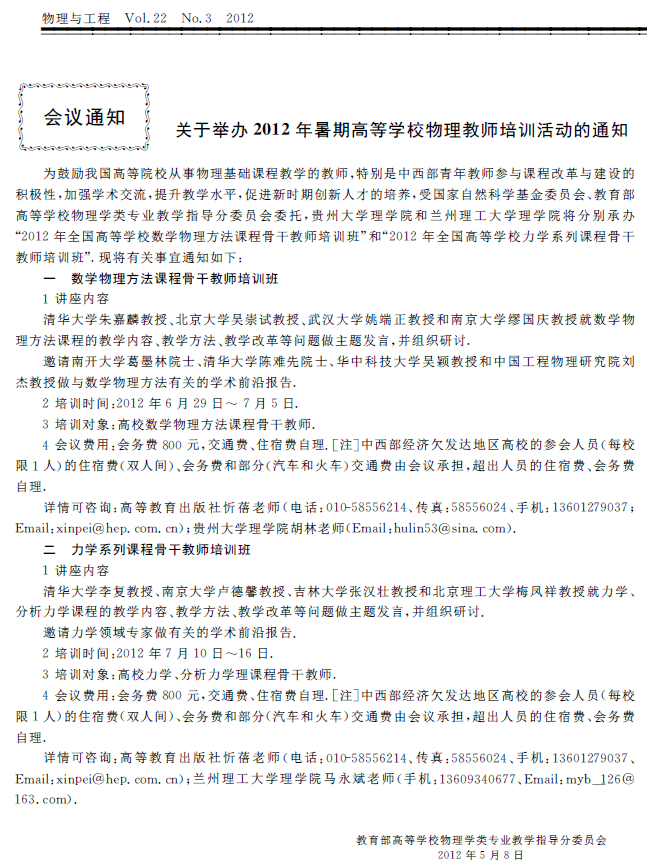 物理与工程 Vol.22 No.3 2012
会议通知
关于举办2012年暑期高等学校物理教师培训活动的通知
为鼓励我国高等院校从事物理基础课程教学的教师,特别是中西部青年教师参与课程改革与建设的
积极性,加强学术交流,提升教学水平,促进新时期创新人才的培养,受国家自然科学基金委员会、教育部
高等学校物理学类专业教学指导分委员会委托,贵州大学理学院和兰州理工大学理学院将分别承办
“2012年全国高等学校数学物理方法课程骨干教师培训班”和“2012年全国高等学校力学系列课程骨干
教师培训班”.现将有关事宜通知如下:
一 数学物理方法课程骨干教师培训班
1 讲座内容
清华大学朱嘉麟教授、北京大学吴崇试教授、武汉大学姚端正教授和南京大学缪国庆教授就数学物
理方法课程的教学内容、教学方法、教学改革等问题做主题发言,并组织研讨.
邀请南开大学葛墨林院士、清华大学陈难先院士、华中科技大学吴颖教授和中国工程物理研究院刘
杰教授做与数学物理方法有关的学术前沿报告.
2 培训时间:2012年6月29日~7月5日.
3 培训对象:高校数学物理方法课程骨干教师.
4 会议费用:会务费800元,交通费、住宿费自理.[注]中西部经济欠发达地区高校的参会人员(每校
限1人)的住宿费(双人间)、会务费和部分(汽车和火车)交通费由会议承担,超出人员的住宿费、会务费
自理.
详情可咨询:高等教育出版社忻蓓老师(电话:010-58556214、传真:58556024、手机:13601279037;
Email:xinpei@hep.com.cn);贵州大学理学院胡林老师(Email:hulin53@sina.com).
二 力学系列课程骨干教师培训班
1 讲座内容
清华大学李复教授、南京大学卢德馨教授、吉林大学张汉壮教授和北京理工大学梅凤祥教授就力学、
分析力学课程的教学内容、教学方法、教学改革等问题做主题发言,并组织研讨.
邀请力学领域专家做有关的学术前沿报告.
2 培训时间:2012年7月10日~16日.
3 培训对象:高校力学、分析力学理课程骨干教师.
4 会议费用:会务费800元,交通费、住宿费自理.[注]中西部经济欠发达地区高校的参会人员(每校
限1人)的住宿费(双人间)、会务费和部分(汽车和火车)交通费由会议承担,超出人员的住宿费、会务费
自理.
详情可咨询:高等教育出版社忻蓓老师(电话:010-58556214、传真:58556024、手机:13601279037、
Email:xinpei@hep.com.cn);兰州理工大学理学院马永斌老师(手机:13609340677、Email:myb_126@
163.com).
教育部高等学校物理学类专业教学指导分委员会
2012年5月8日